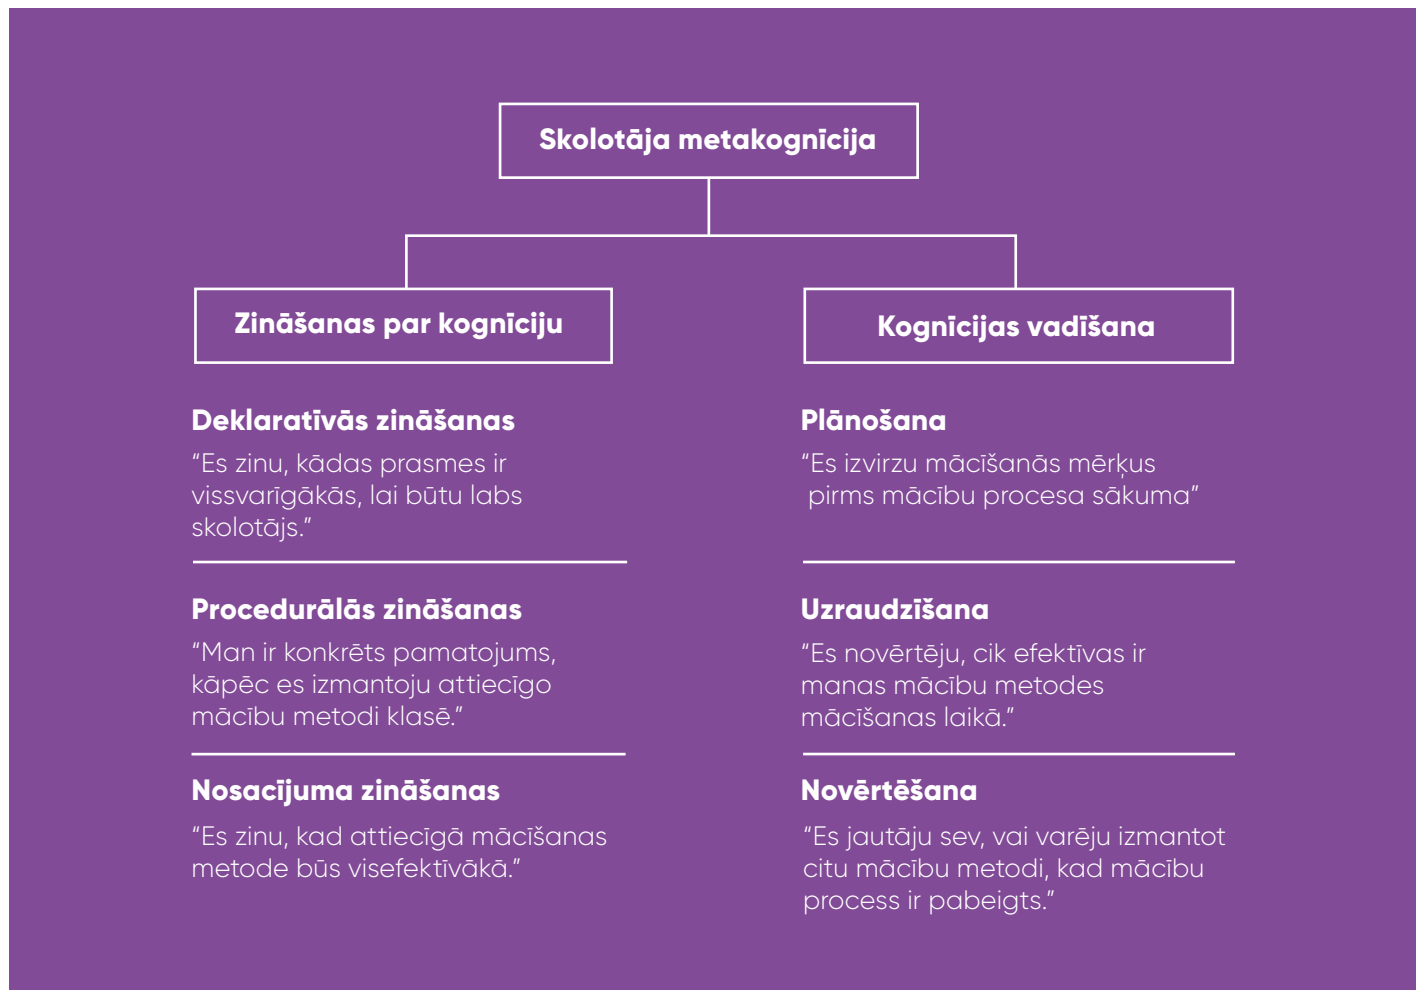 Skolotāja metakognīcija
Zināšanas par kognīciju
Deklaratīvās zināšanas
“Es zinu, kādas prasmes ir
vissvarīgākās, lai būtu labs
skolotājs.”
Procedurālās zināšanas
“Man ir konkrēts pamatojums,
kāpēc es izmantoju attiecīgo
mācību metodi klasē.”
Nosacījuma zināšanas
“Es zinu, kad attiecīgā mācīšanas
metode būs visefektīvākā.”
Kognīcijas vadīšana
Plānošana
“Es izvirzu mācīšanās mērķus
pirms mācību procesa sākuma”
Uzraudzīšana
“Es novērtēju, cik efektīvas ir
manas mācību metodes
mācīšanas laikā.”
Novērtēšana
“Es jautāju sev, vai varēju izmantot
citu mācību metodi, kad mācību
process ir pabeigts.”